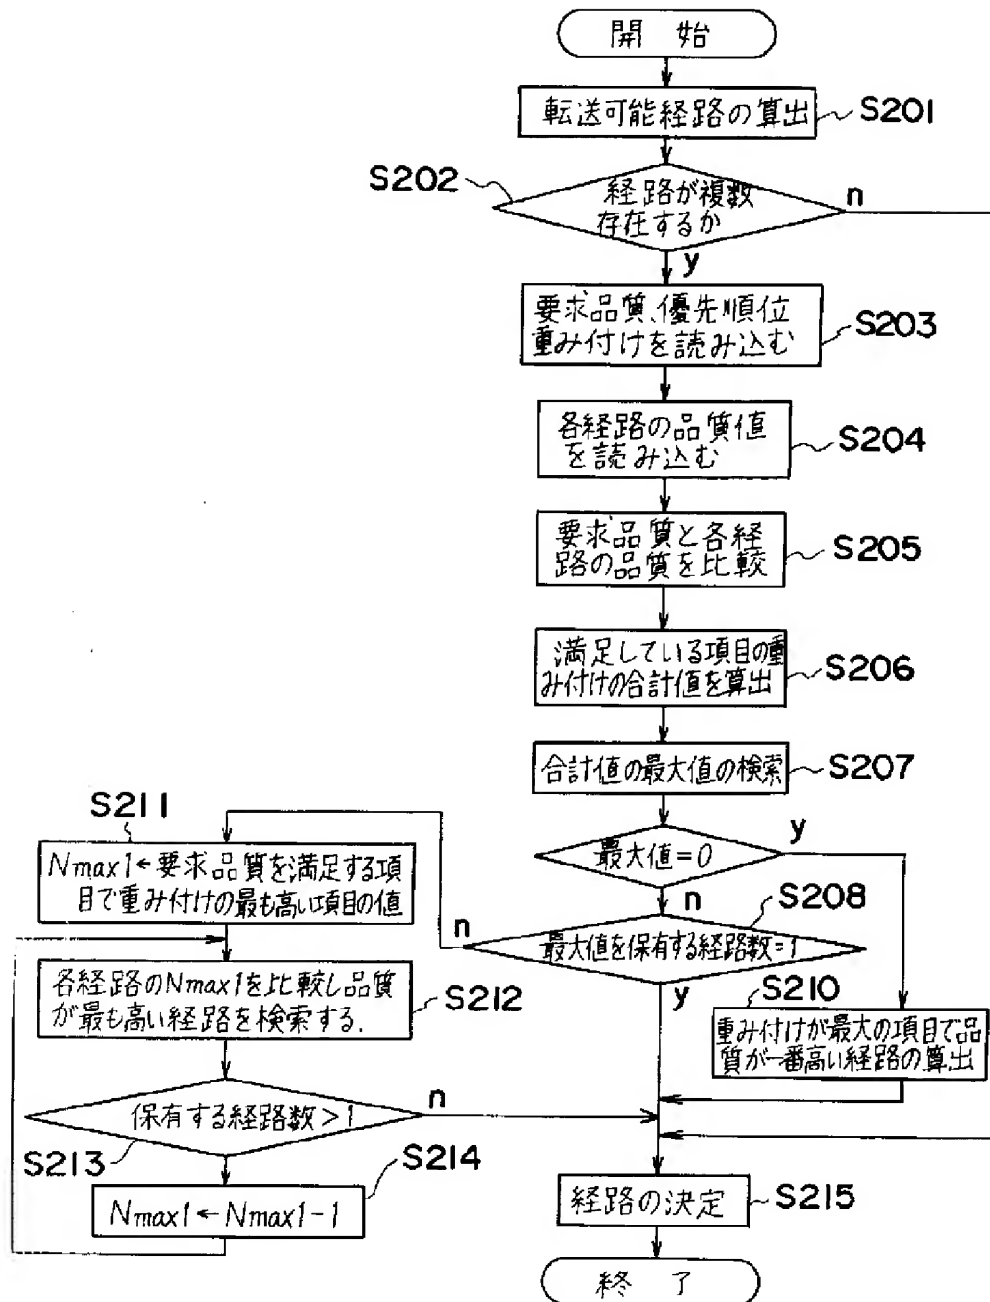 開 始
転送可能経路の算出
S201
S202
経路が複数
存在するか
n
y
要求品質、優先順位
重み付けを読み込む
S203
各経路の品質値
を読み込む
S204
要求品質と各経
路の品質を比較
S205
満足している項目の重
み付けの合計値を算出
S206
合計値の最大値の検索
S207
最大値=0
y
n
S208
最大値を保有する経路数=1
n
y
S210
重み付けが最大の項目で品
質が一番高い経路の算出
S211
Nmax1←要求品質を満足する項
目で重み付けの最も高い項目の値
各経路のNmax1を比較し品質
が最も高い経路を検索する.
S212
保有する経路数>1
n
S213
S214
Nmax1←Nmax1-1
経路の決定
S215
終 了